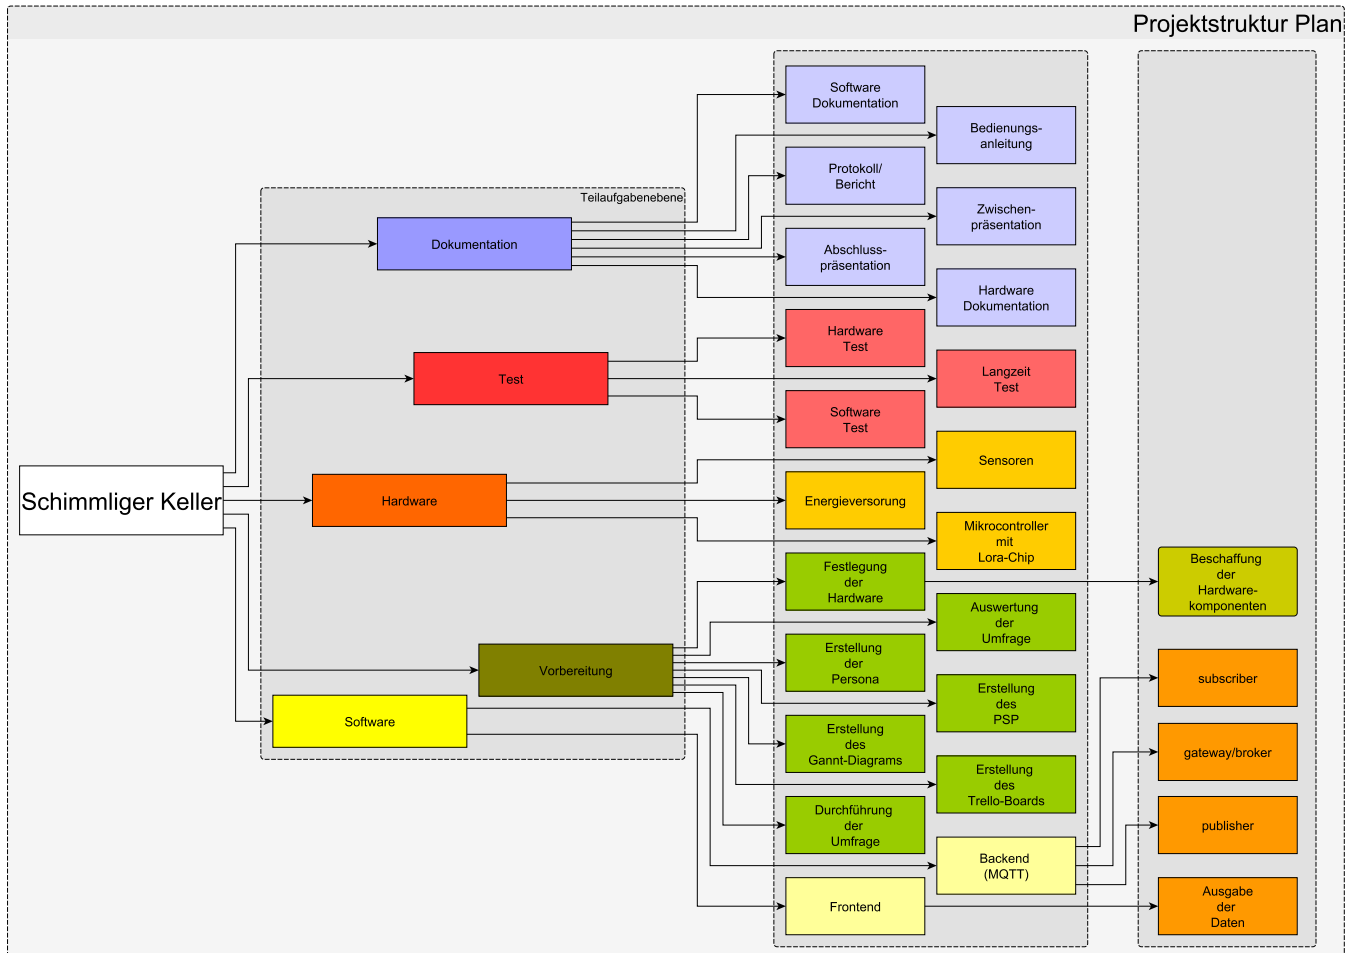 Projektstruktur Plan
Schimmliger Keller
Teilaufgabenebene
Dokumentation
Test
Hardware
Vorbereitung
Software
Software
Dokumentation
Bedienungs-
anleitung
Protokoll/
Bericht
Zwischen-
präsentation
Abschluss-
präsentation
Hardware
Dokumentation
Hardware
Test
Langzeit
Test
Software
Test
Sensoren
Energieversorung
Mikrocontroller
mit
Lora-Chip
Festlegung
der
Hardware
Auswertung
der
Umfrage
Erstellung
der
Persona
Erstellung
des
PSP
Erstellung
des
Gannt-Diagrams
Erstellung
des
Trello-Boards
Durchführung
der
Umfrage
Backend
(MQTT)
Frontend
Beschaffung
der
Hardware-
komponenten
subscriber
gateway/broker
publisher
Ausgabe
der
Daten